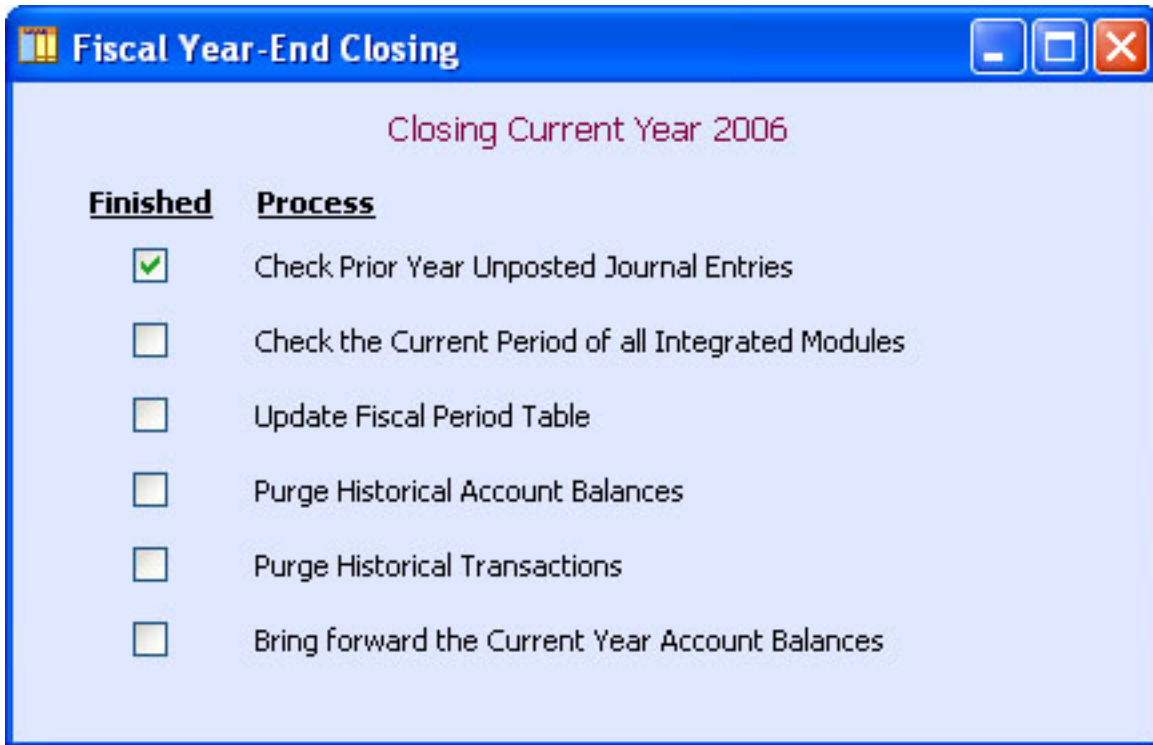 Fiscal Year-End Closing
Closing Current Year 2006
Finished Process
Check Prior Year Unposted Journal Entries
Check the Current Period of all Integrated Modules
Update Fiscal Period Table
Purge Historical Account Balances
Purge Historical Transactions
Bring forward the Current Year Account Balances